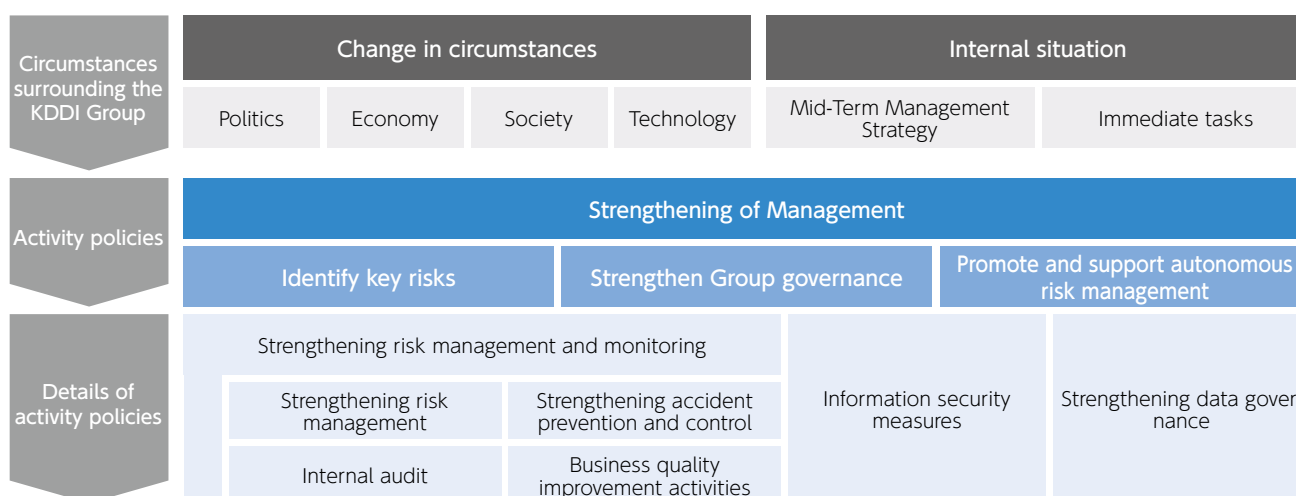 Circumstances
surrounding the
KDDI Group
Change in circumstances
Internal situation
Politics
Economy
Society
Technology
Mid-Term Management
Strategy
Immediate tasks
Activity policies
Strengthening of Management
Identify key risks
Strengthen Group governance
Promote and support autonomous
risk management
Details of
activity policies
Strengthening risk management and monitoring
Strengthening risk
management
Strengthening accident
prevention and control
Internal audit
Business quality
improvement activities
Information security
measures
Strengthening data gover
nance